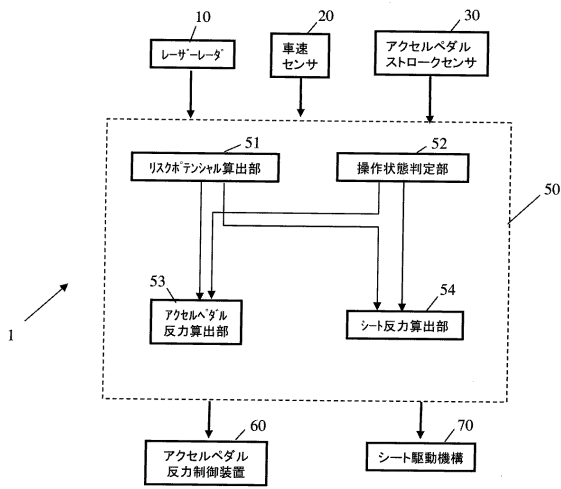 10
20
30
ﾚｰｻﾞｰﾚｰﾀﾞ
車速
センサ
アクセルペダル
ストロークセンサ
51
52
ﾘｽｸﾎﾟﾃﾝｼｬﾙ算出部
操作状態判定部
50
53
54
ｱｸｾﾙﾍﾟﾀﾞﾙ
反力算出部
シート反力算出部
1
60
70
アクセルペダル
反力制御装置
シート駆動機構